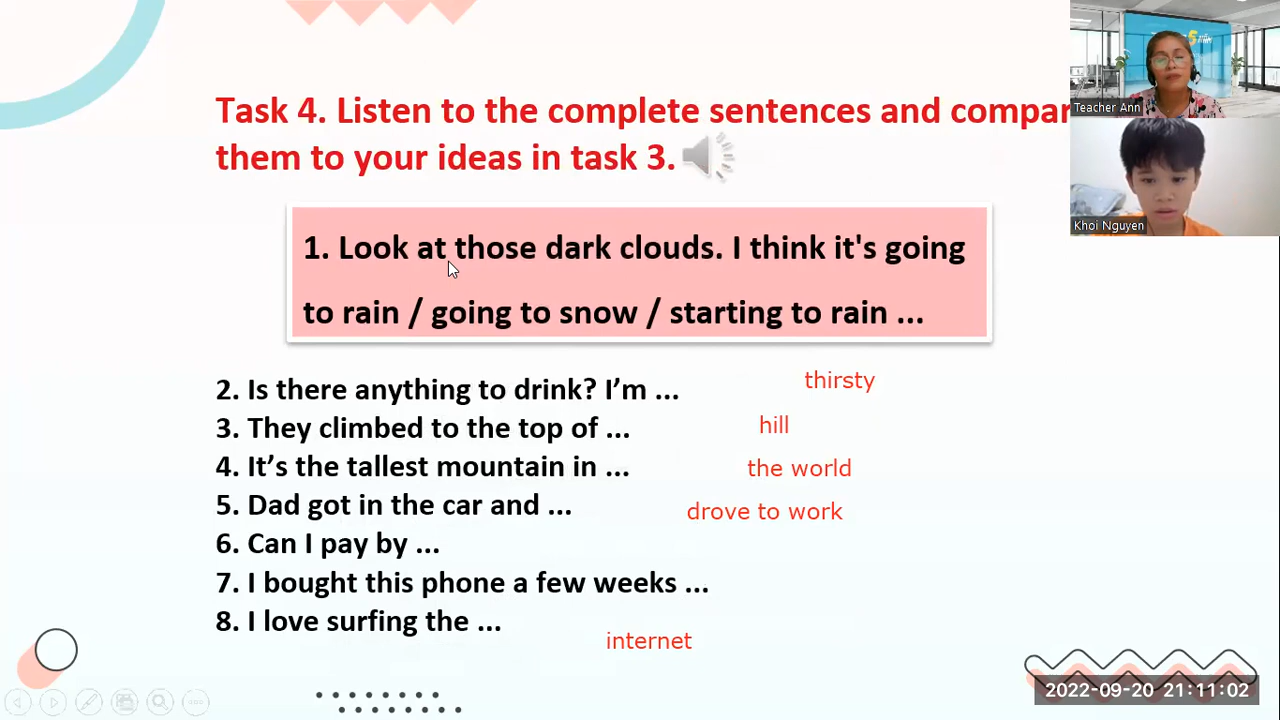 Task 4. Listen to the complete sentences and compar
them to your ideas in task 3.
1. Look at those dark clouds. I think it's going
to rain / going to snow / starting to rain ...
2. Is there anything to drink? I’m ... thirsty
3. They climbed to the top of ... hill
4. It’s the tallest mountain in ... the world
5. Dad got in the car and ... drove to work
6. Can I pay by ...
7. I bought this phone a few weeks ...
8. I love surfing the ...
internet
Teacher Ann
Khoi Nguyen
2022-09-20 21:11:02